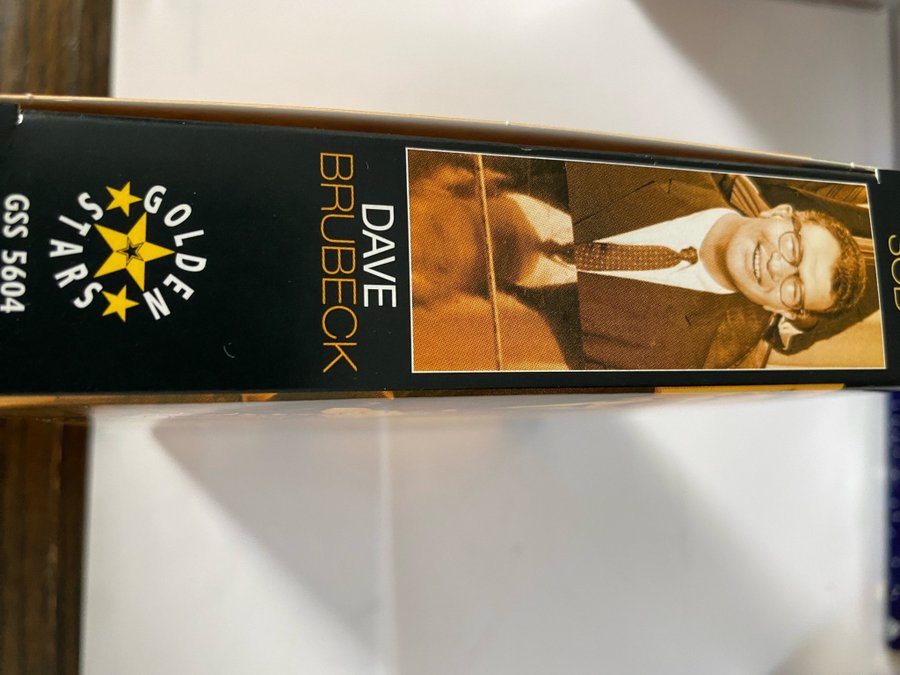 DAVE
BRUBECK
GOLDEN
STARS
GSS 5604